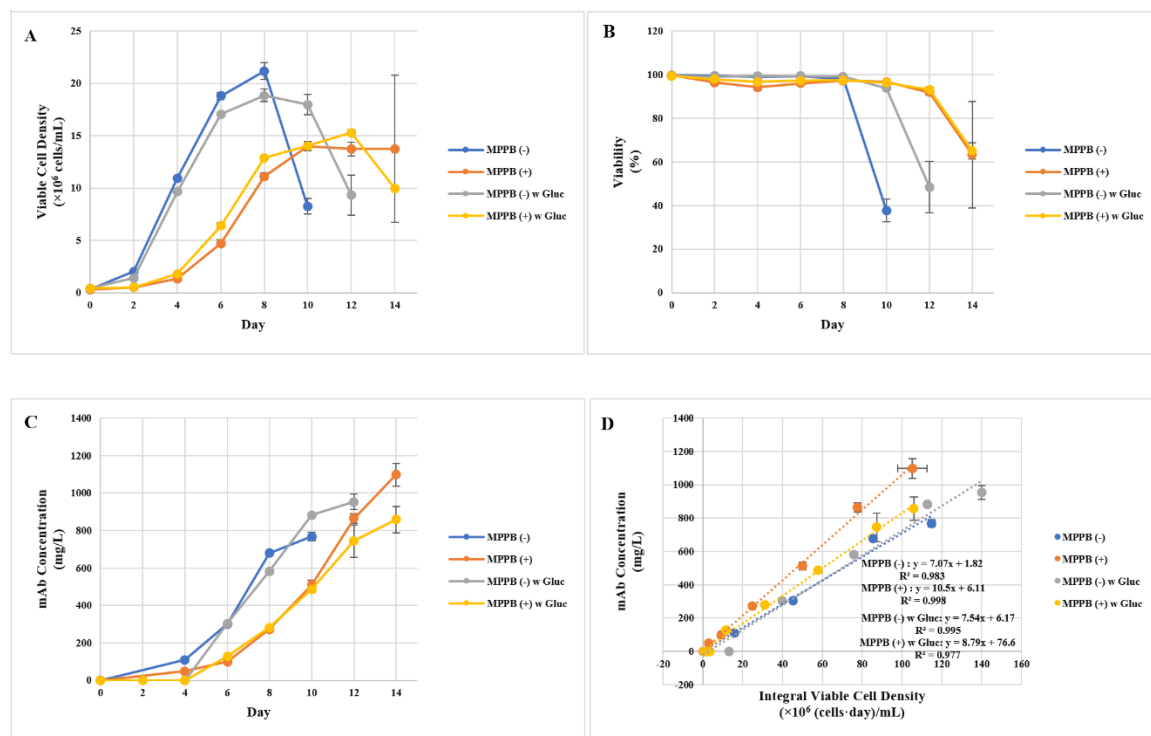 A
Viable Cell Density
(×10⁶ cells/mL)
25
20
15
10
5
0
0 2 4 6 8 10 12 14
Day
MPPB (-)
MPPB (+)
MPPB (-) w Gluc
MPPB (+) w Gluc
B
Viability
(%)
120
100
80
60
40
20
0
0 2 4 6 8 10 12 14
Day
MPPB (-)
MPPB (+)
MPPB (-) w Gluc
MPPB (+) w Gluc
C
mAb Concentration
(mg/L)
1400
1200
1000
800
600
400
200
0
0 2 4 6 8 10 12 14
Day
MPPB (-)
MPPB (+)
MPPB (-) w Gluc
MPPB (+) w Gluc
D
mAb Concentration
(mg/L)
1400
1200
1000
800
600
400
200
0
-200
-20 0 20 40 60 80 100 120 140 160
MPPB (-) : y = 7.07x + 1.82
R² = 0.983
MPPB (+) : y = 10.5x + 6.11
R² = 0.998
MPPB (-) w Gluc: y = 7.54x + 6.17
R² = 0.995
MPPB (+) w Gluc: y = 8.79x + 76.6
R² = 0.977
Integral Viable Cell Density
(×10⁶ (cells·day)/mL)
MPPB (-)
MPPB (+)
MPPB (-) w Gluc
MPPB (+) w Gluc